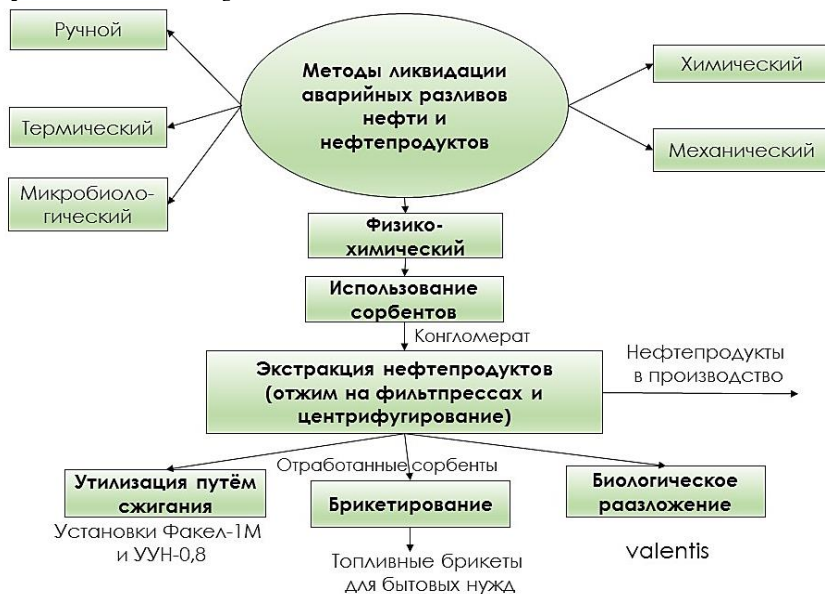 Ручной
Термический
Микробиоло-
гический
Методы ликвидации
аварийных разливов
нефти и
нефтепродуктов
Химический
Механический
Физико-
химический
Использование
сорбентов
Конгломерат
Экстракция нефтепродуктов
(отжим на фильтпрессах и
центрифугирование)
Нефтепродукты
в производство
Отработанные сорбенты
Утилизация путём
сжигания
Установки Факел-1М
и УУН-0,8
Брикетирование
Топливные брикеты
для бытовых нужд
Биологическое
раазложение
valentis